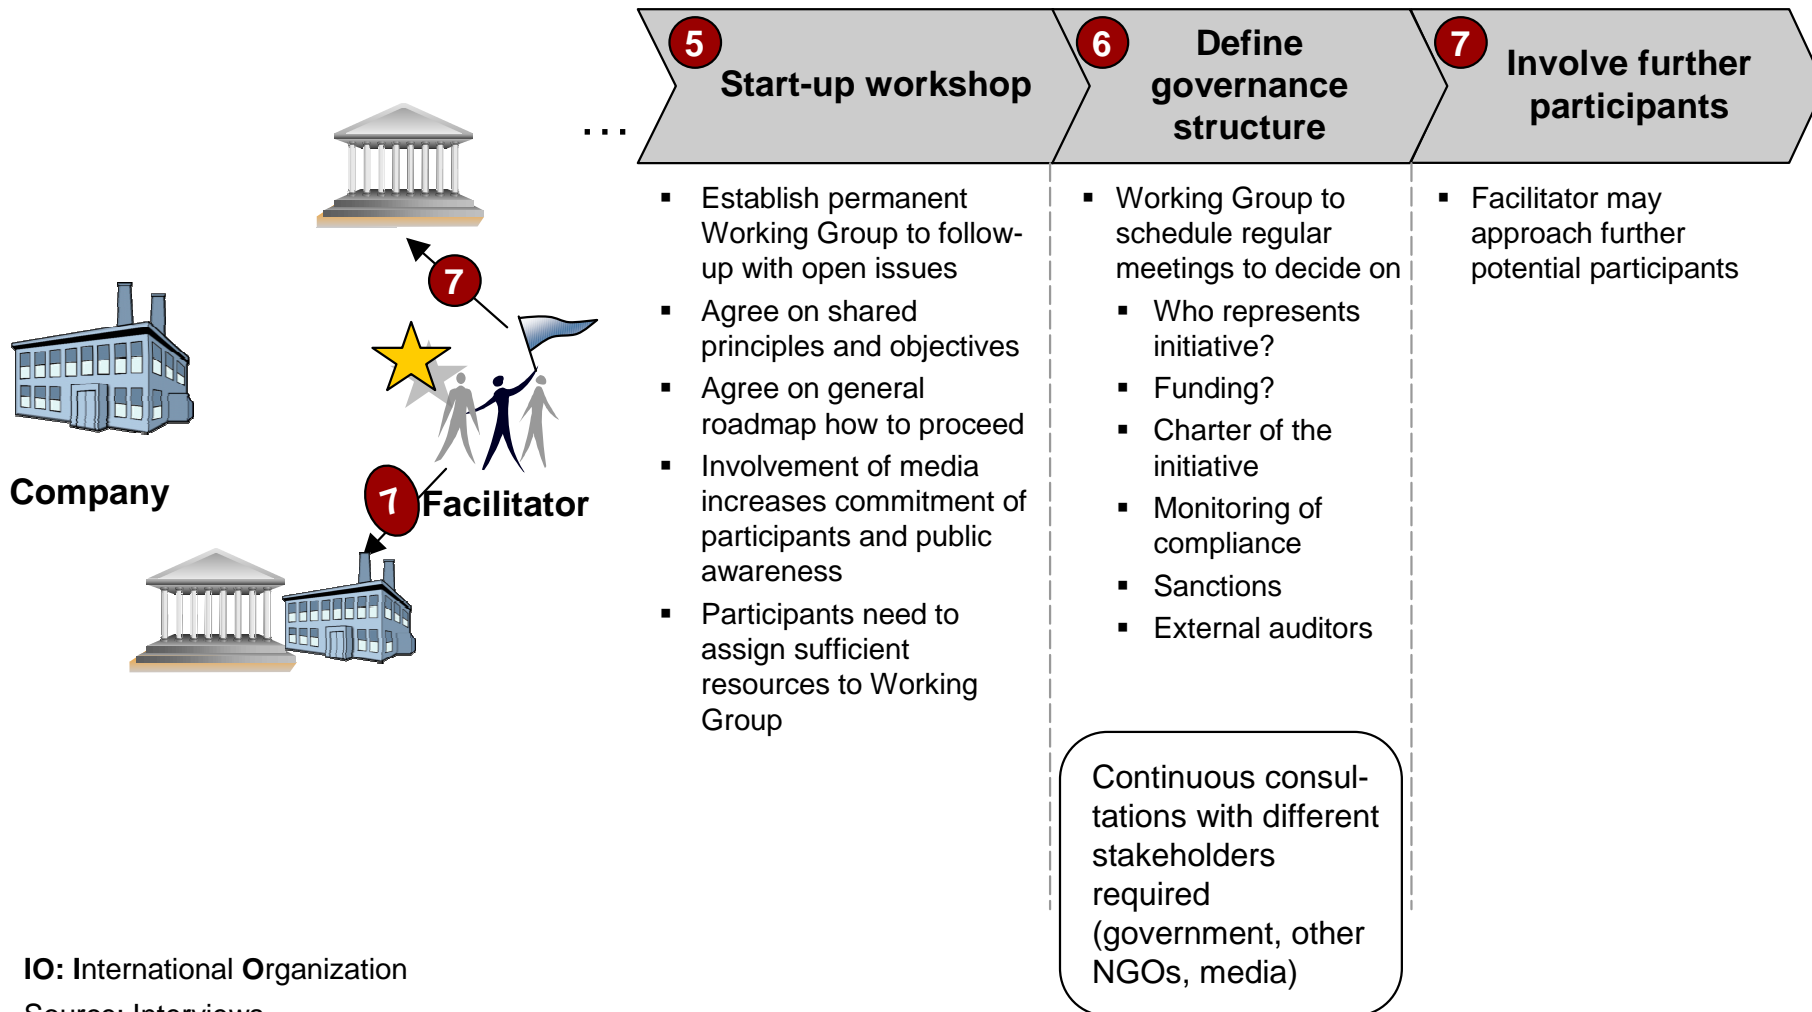 ...
5
Start-up workshop
6
Define
governance
structure
7
Involve further
participants
▪ Establish permanent
Working Group to follow-
up with open issues
▪ Agree on shared
principles and objectives
▪ Agree on general
roadmap how to proceed
▪ Involvement of media
increases commitment of
participants and public
awareness
▪ Participants need to
assign sufficient
resources to Working
Group
▪ Working Group to
schedule regular
meetings to decide on
▪ Who represents
initiative?
▪ Funding?
▪ Charter of the
initiative
▪ Monitoring of
compliance
▪ Sanctions
▪ External auditors
Continuous consul-
tations with different
stakeholders
required
(government, other
NGOs, media)
▪ Facilitator may
approach further
potential participants
7
Company
7
Facilitator
IO: International Organization
Source: Interviews